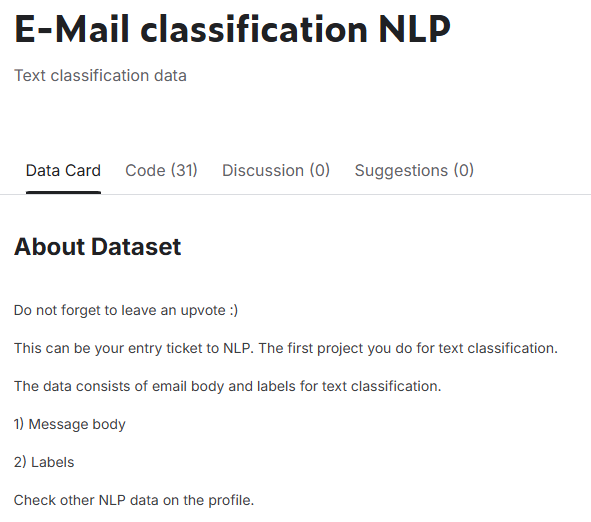 E-Mail classification NLP
Text classification data
Data Card Code (31) Discussion (0) Suggestions (0)
About Dataset
Do not forget to leave an upvote :)
This can be your entry ticket to NLP. The first project you do for text classification.
The data consists of email body and labels for text classification.
1) Message body
2) Labels
Check other NLP data on the profile.